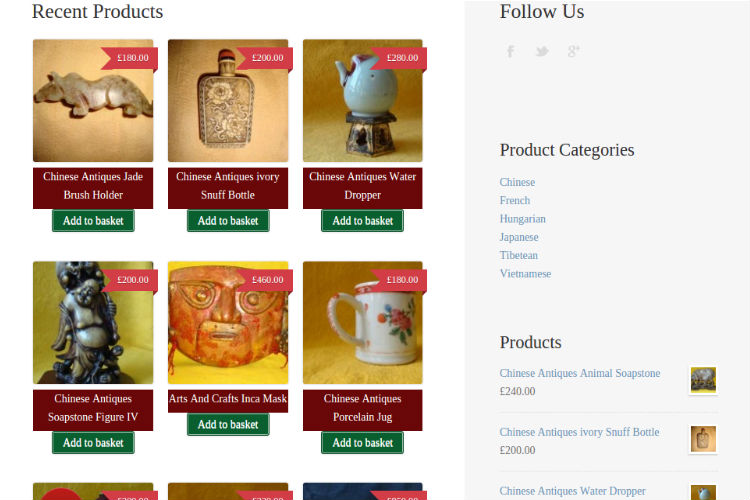 Recent Products
£180.00
£200.00
£280.00
Chinese Antiques Jade
Brush Holder
Add to basket
Chinese Antiques ivory
Snuff Bottle
Add to basket
Chinese Antiques Water
Dropper
Add to basket
£200.00
£460.00
£180.00
Chinese Antiques
Soapstone Figure IV
Add to basket
Arts And Crafts Inca Mask
Add to basket
Chinese Antiques
Porcelain Jug
Add to basket
Follow Us
Product Categories
Chinese
French
Hungarian
Japanese
Tibetean
Vietnamese
Products
Chinese Antiques Animal Soapstone
£240.00
Chinese Antiques ivory Snuff Bottle
£200.00
Chinese Antiques Water Dropper